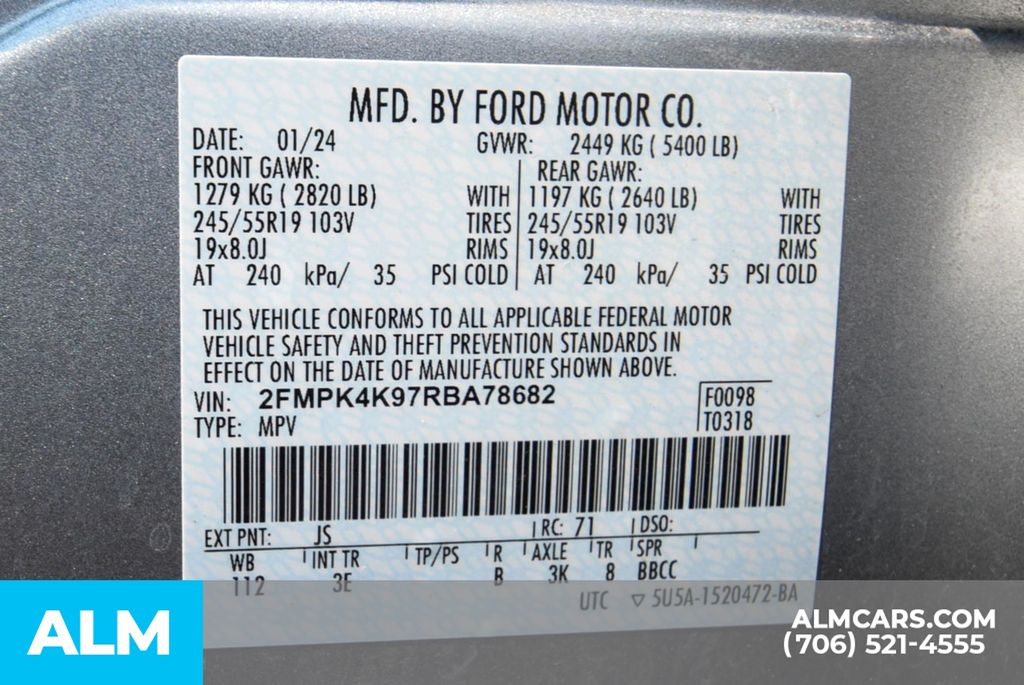 MFD. BY FORD MOTOR CO.
DATE: 01/24 GVWR: 2449 KG ( 5400 LB)
FRONT GAWR: REAR GAWR:
1279 KG ( 2820 LB) WITH 1197 KG ( 2640 LB) WITH
245/55R19 103V TIRES 245/55R19 103V TIRES
19x8.0J RIMS 19x8.0J RIMS
AT 240 kPa/ 35 PSI COLD AT 240 kPa/ 35 PSI COLD
THIS VEHICLE CONFORMS TO ALL APPLICABLE FEDERAL MOTOR
VEHICLE SAFETY AND THEFT PREVENTION STANDARDS IN
EFFECT ON THE DATE OF MANUFACTURE SHOWN ABOVE.
VIN: 2FMPK4K97RBA78682 F0098
TYPE: MPV T0318
EXT PNT: JS RC: 71 DSO:
WB INT TR TP/PS R AXLE TR SPR
112 3E B 3K 8 BBCC
UTC ▽ 5U5A-1520472-BA
ALM
ALMCARS.COM
(706) 521-4555